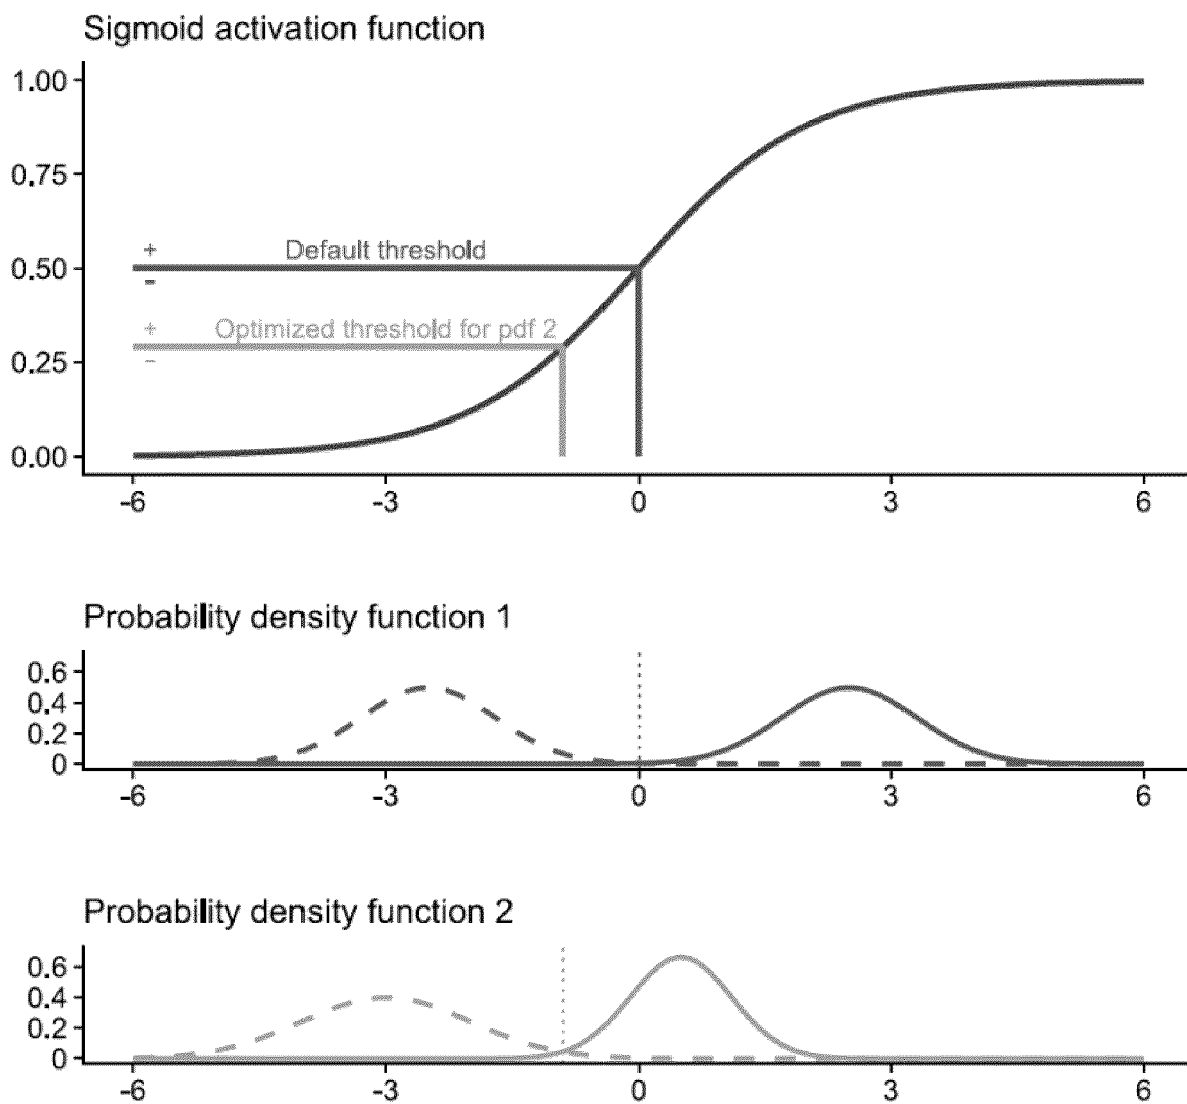 Sigmoid activation function
1.00
0.75
+ Default threshold
0.50
-
+ Optimized threshold for pdf 2
-
0.25
0.00
-6 -3 0 3 6
Probability density function 1
0.6
0.4
0.2
0
-6 -3 0 3 6
Probability density function 2
0.6
0.4
0.2
0
-6 -3 0 3 6